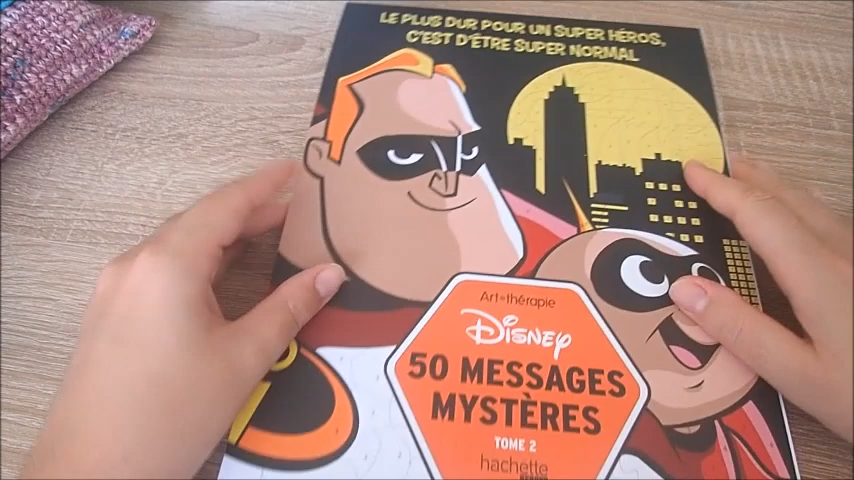 LE PLUS DUR POUR UN SUPER HÉROS,
C'EST D'ÊTRE SUPER NORMAL.
Art-thérapie
DISNEY
50 MESSAGES
MYSTÈRES
TOME 2
hachette
HEROES